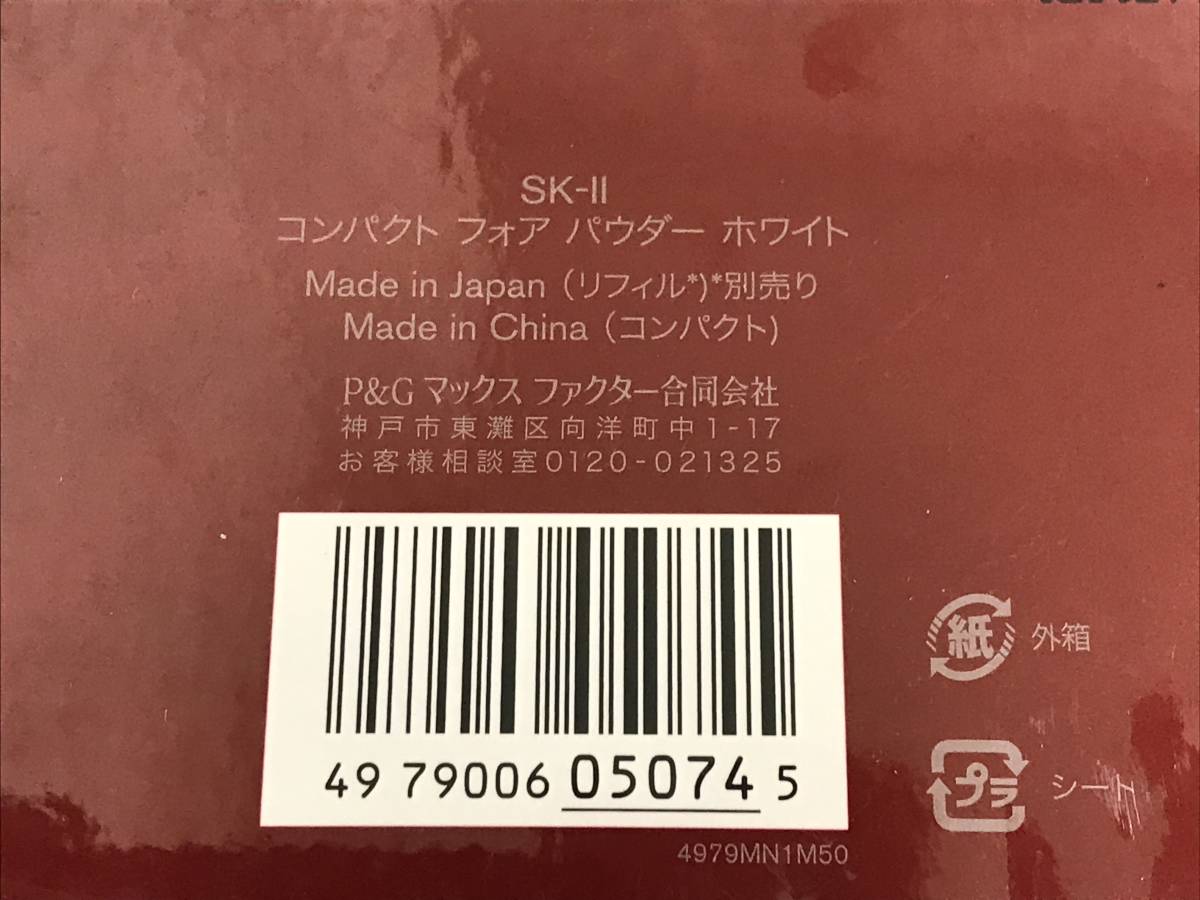 SK-II
コンパクト フォア パウダー ホワイト
Made in Japan (リフィル*)*別売り
Made in China (コンパクト)
P&G マックス ファクター合同会社
神戸市東灘区向洋町中1-17
お客様相談室0120-021325
49 79006 05074 5
紙 外箱
プラ シート
4979MN1M50